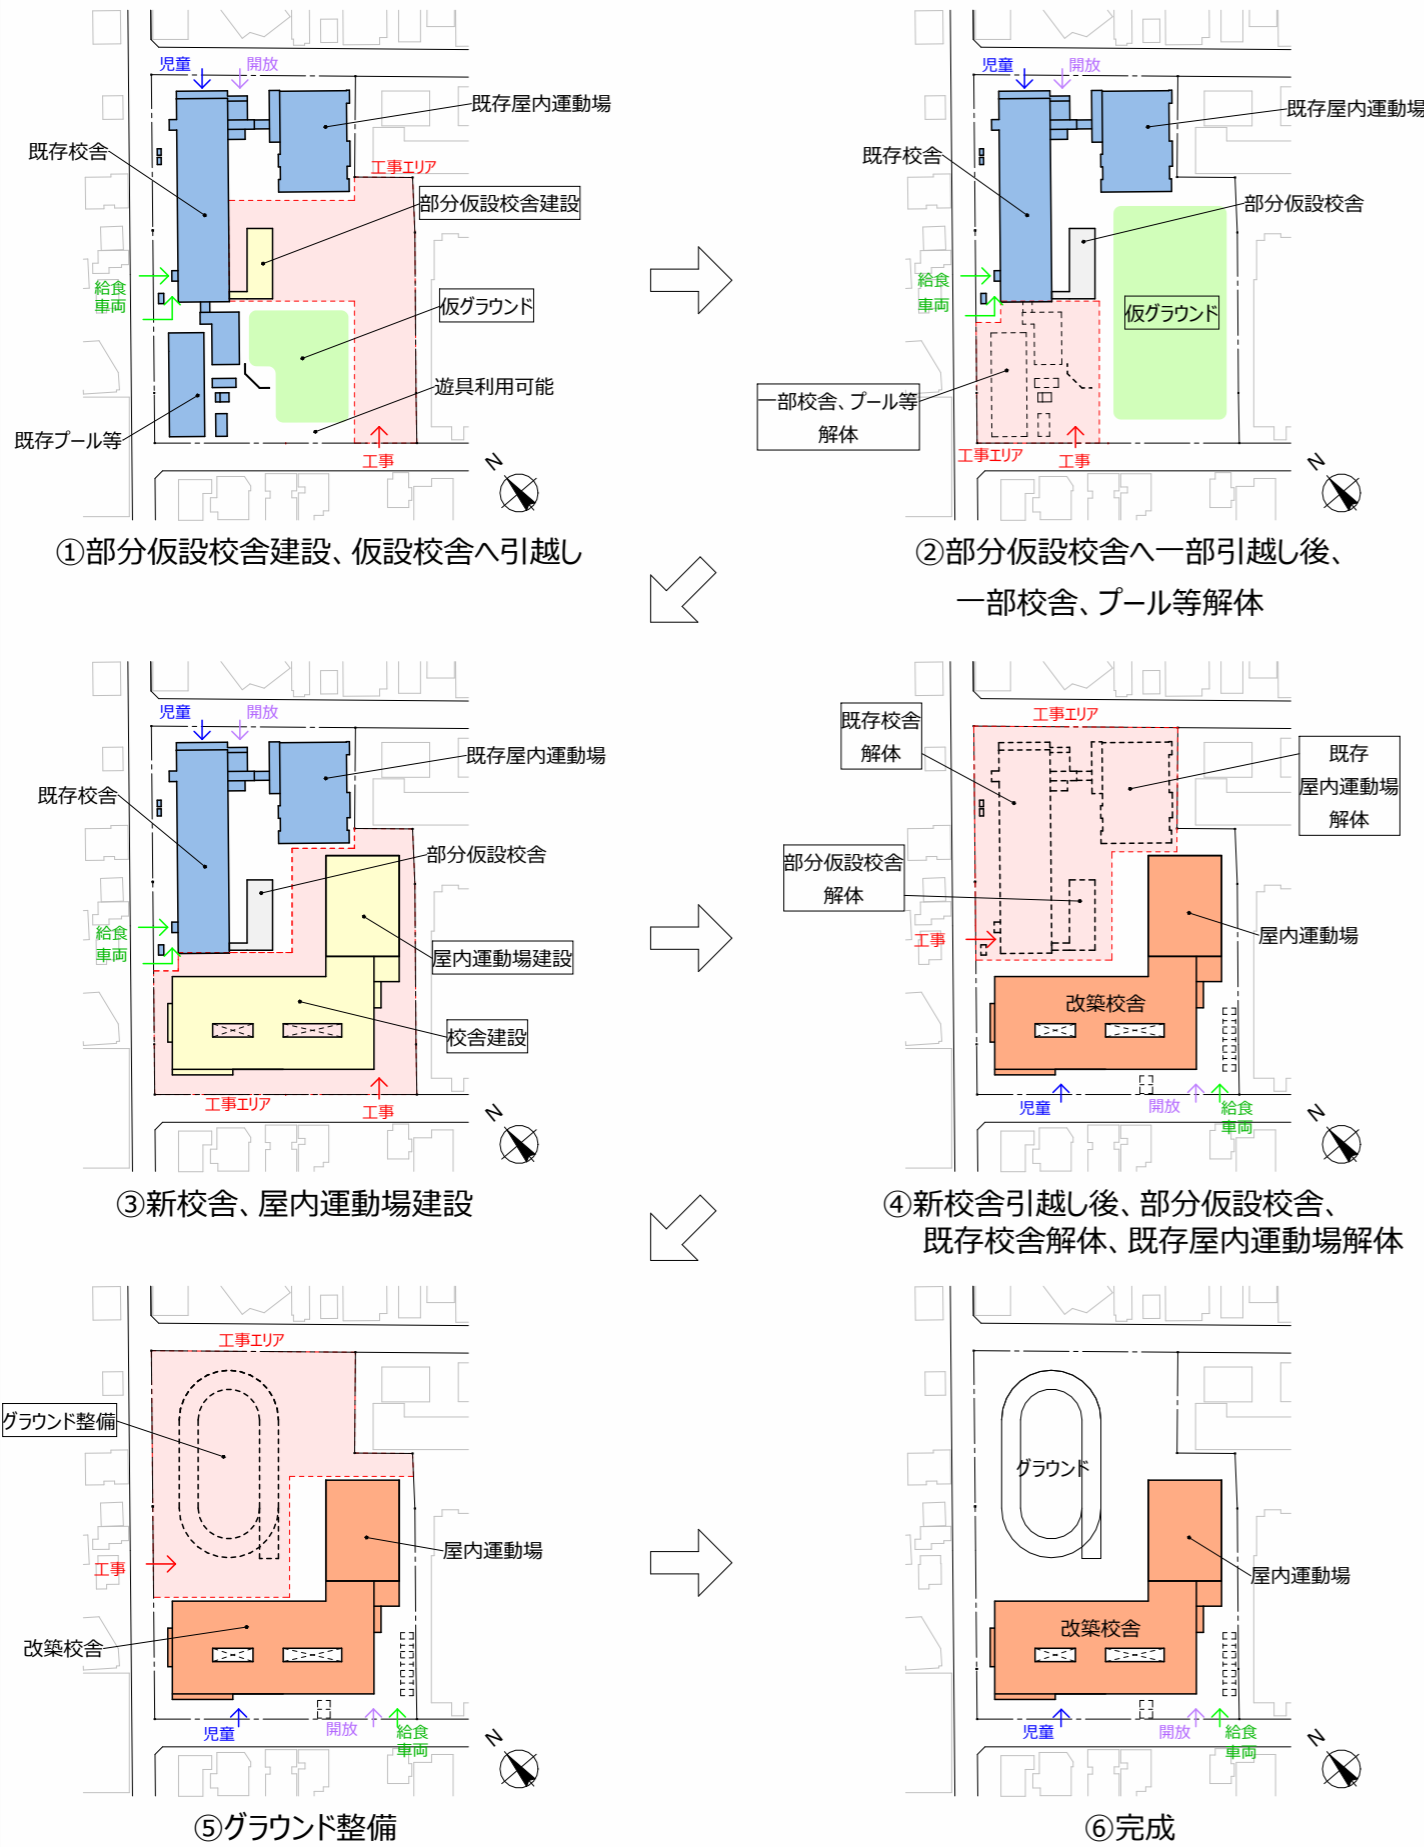 児童
開放
既存屋内運動場
既存校舎
工事エリア
部分仮設校舎建設
給食
車両
仮グラウンド
遊具利用可能
既存プール等
工事
N
①部分仮設校舎建設、仮設校舎へ引越し
児童
開放
既存屋内運動場
既存校舎
部分仮設校舎
給食
車両
仮グラウンド
一部校舎、プール等
解体
工事エリア
工事
N
②部分仮設校舎へ一部引越し後、
一部校舎、プール等解体
児童
開放
既存屋内運動場
既存校舎
部分仮設校舎
給食
車両
屋内運動場建設
校舎建設
工事エリア
工事
N
③新校舎、屋内運動場建設
既存校舎
解体
工事エリア
既存
屋内運動場
解体
部分仮設校舎
解体
工事
屋内運動場
改築校舎
児童
開放
給食
車両
N
④新校舎引越し後、部分仮設校舎、
既存校舎解体、既存屋内運動場解体
工事エリア
グラウンド整備
工事
屋内運動場
改築校舎
児童
開放
給食
車両
N
⑤グラウンド整備
グラウンド
屋内運動場
改築校舎
児童
開放
給食
車両
N
⑥完成